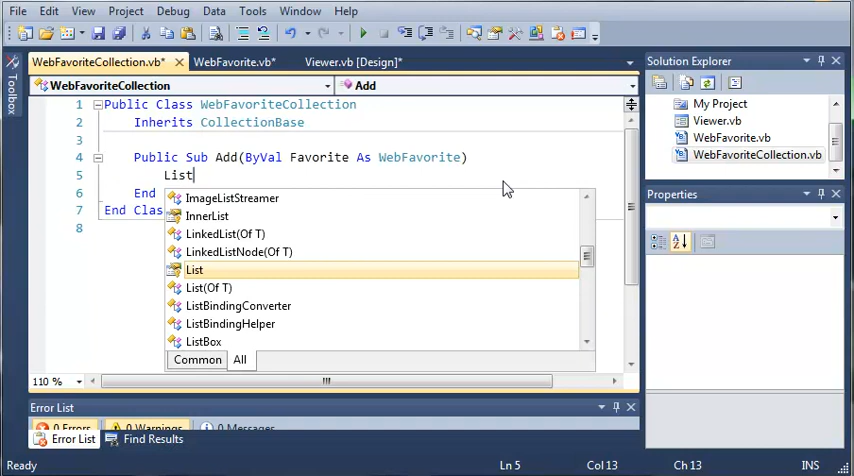 File Edit View Project Debug Data Tools Window Help
WebFavoriteCollection.vb* WebFavorite.vb* Viewer.vb [Design]*
WebFavoriteCollection Add
Toolbox
1 Public Class WebFavoriteCollection
2 Inherits CollectionBase
3
4 Public Sub Add(ByVal Favorite As WebFavorite)
5 List
6 End
7 End Clas
8
ImageListStreamer
InnerList
LinkedList(Of T)
LinkedListNode(Of T)
List
List(Of T)
ListBindingConverter
ListBindingHelper
ListBox
Common All
110 %
Error List
0 Errors 0 Warnings 0 Messages
Error List Find Results
Solution Explorer
My Project
Viewer.vb
WebFavorite.vb
WebFavoriteCollection.vb
Properties
Ready Ln 5 Col 13 Ch 13 INS